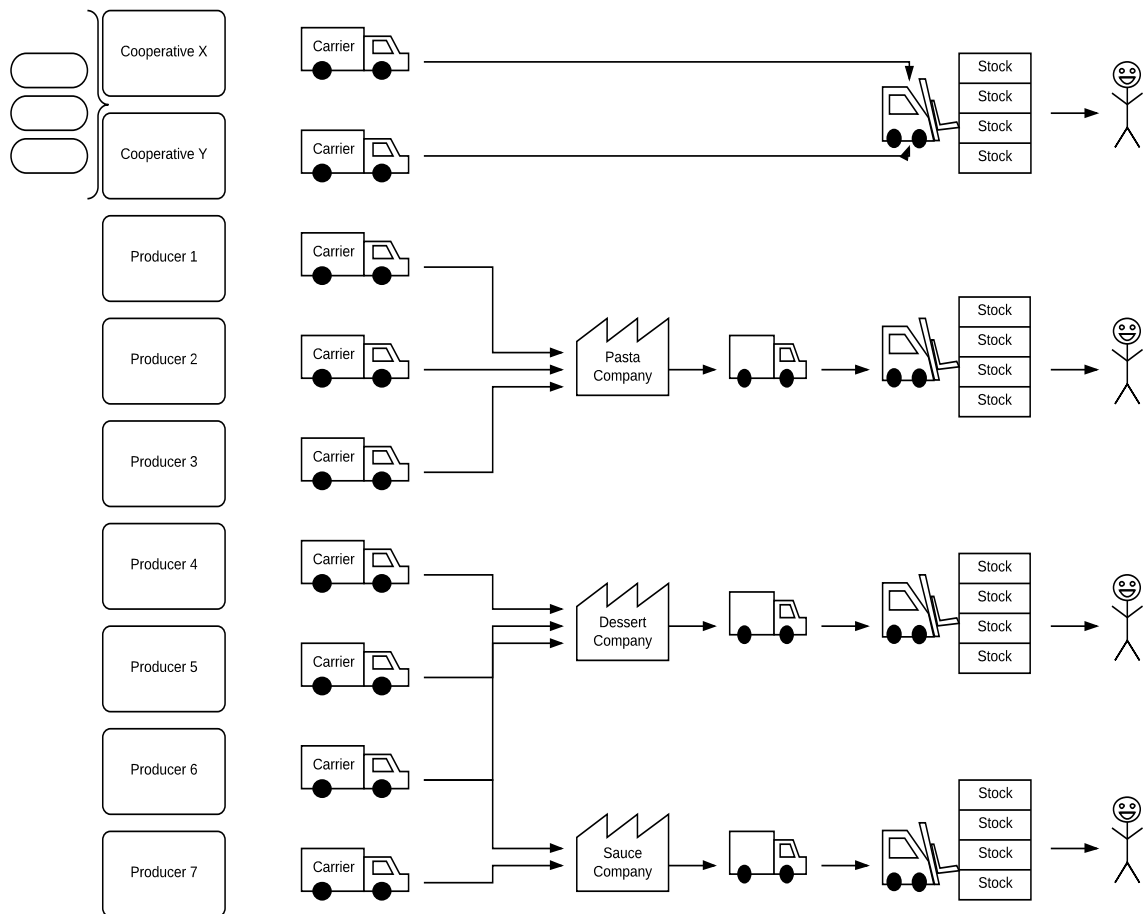 Cooperative X
Carrier
Stock
Stock
Stock
Stock
Cooperative Y
Carrier
Producer 1
Carrier
Producer 2
Carrier
Pasta
Company
Stock
Stock
Stock
Stock
Producer 3
Carrier
Producer 4
Carrier
Producer 5
Carrier
Dessert
Company
Stock
Stock
Stock
Stock
Producer 6
Carrier
Producer 7
Carrier
Sauce
Company
Stock
Stock
Stock
Stock